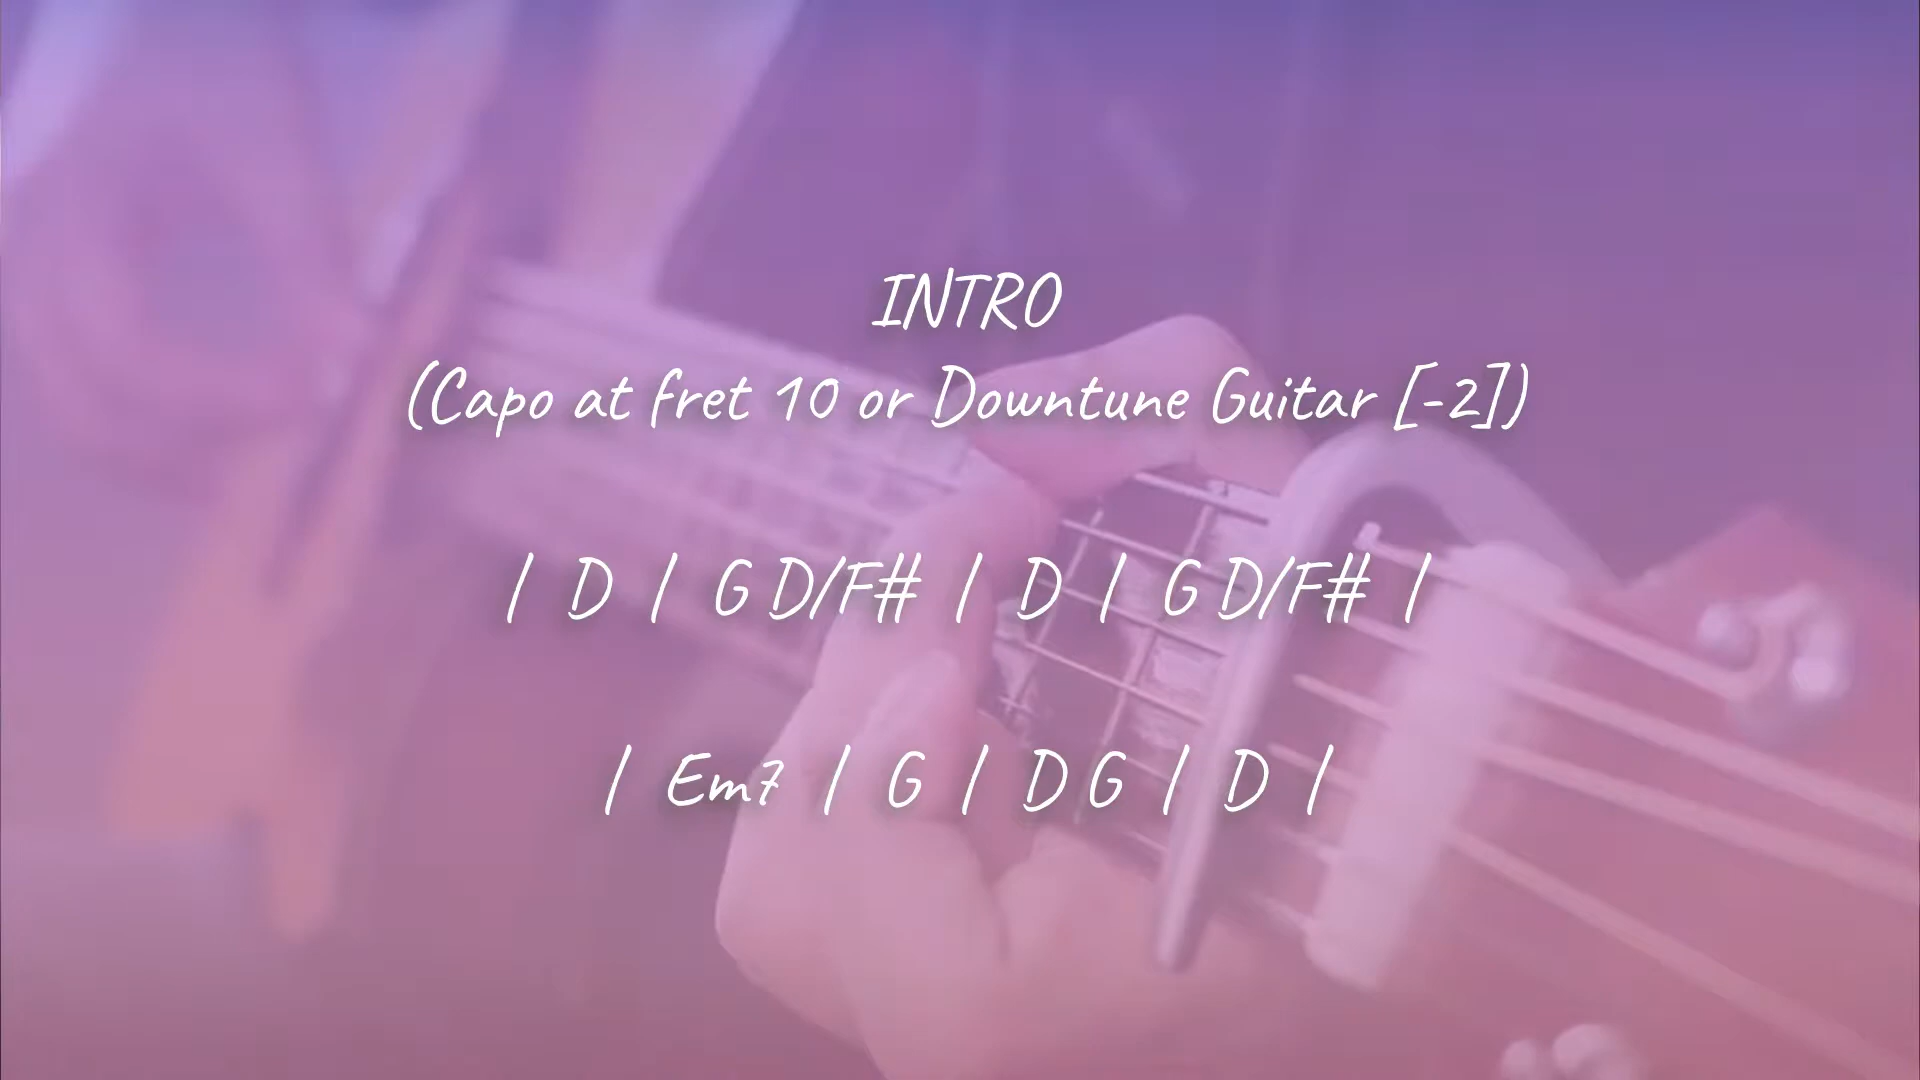 INTRO
(Capo at fret 10 or Downtune Guitar [-2])
| D | G D/F# | D | G D/F# |
| Em7 | G | D G | D |